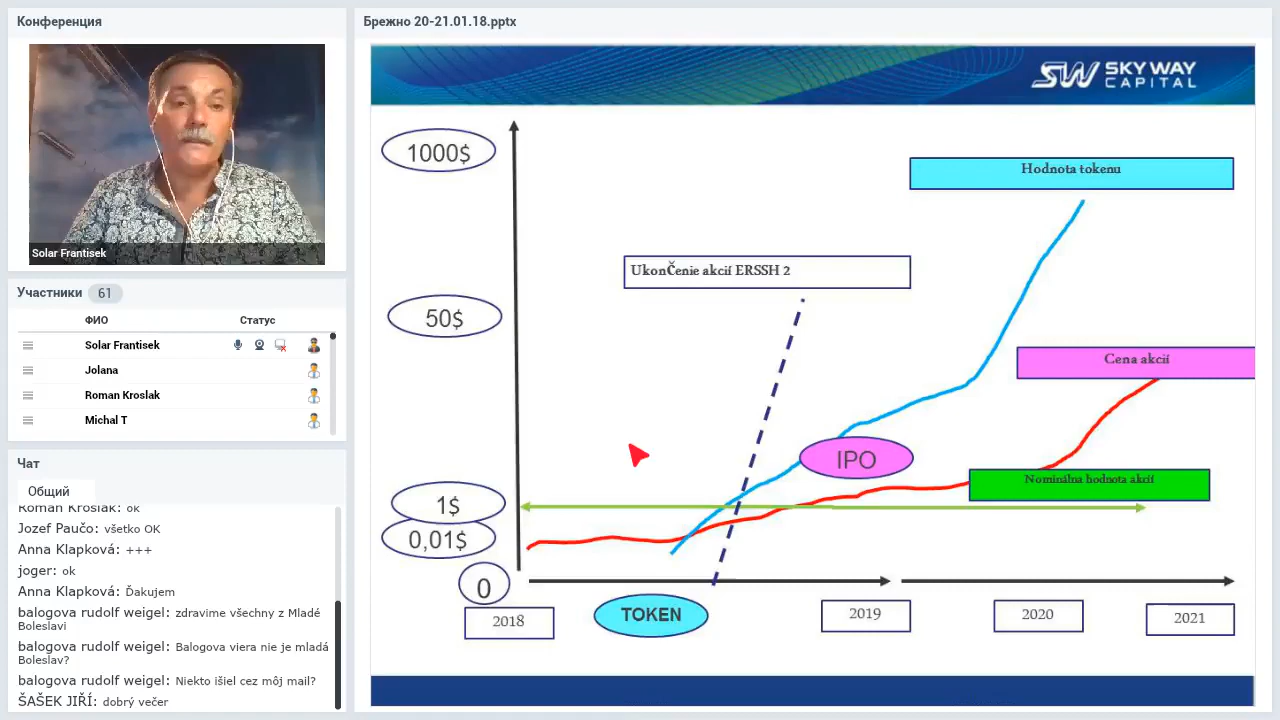 Конференция
Solar Frantisek
Участники 61
ФИО Статус
Solar Frantisek
Jolana
Roman Kroslak
Michal T
Чат
Общий
Roman Kroslak: ok
Jozef Paučo: všetko OK
Anna Klapková: +++
joger: ok
Anna Klapková: Ďakujem
balogova rudolf weigel: zdravime všechny z Mladé
Boleslavi
balogova rudolf weigel: Balogova viera nie je mladá
Boleslav?
balogova rudolf weigel: Niekto išiel cez môj mail?
ŠAŠEK JIŘÍ: dobrý večer
Брежно 20-21.01.18.pptx
SW SKY WAY
CAPITAL
1000$
Hodnota tokenu
UkonČenie akcií ERSSH 2
50$
Cena akcií
IPO
Nominálna hodnota akcií
1$
0,01$
0
2018
TOKEN
2019
2020
2021